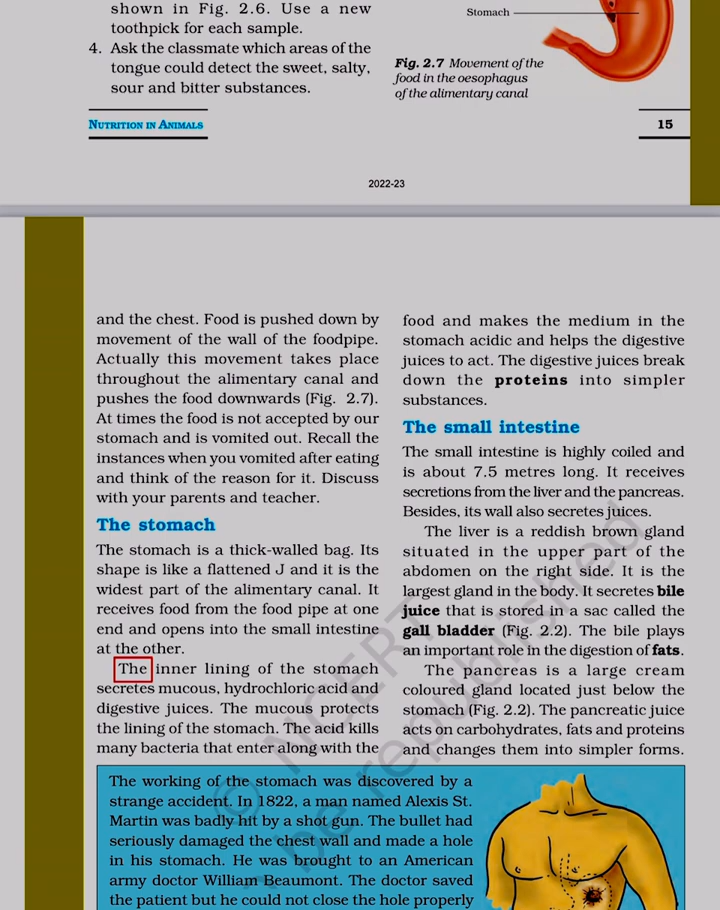 shown in Fig. 2.6. Use a new
toothpick for each sample.
4. Ask the classmate which areas of the
tongue could detect the sweet, salty,
sour and bitter substances.
Stomach
Fig. 2.7 Movement of the
food in the oesophagus
of the alimentary canal
NUTRITION IN ANIMALS
15
2022-23
and the chest. Food is pushed down by
movement of the wall of the foodpipe.
Actually this movement takes place
throughout the alimentary canal and
pushes the food downwards (Fig. 2.7).
At times the food is not accepted by our
stomach and is vomited out. Recall the
instances when you vomited after eating
and think of the reason for it. Discuss
with your parents and teacher.
The stomach
The stomach is a thick-walled bag. Its
shape is like a flattened J and it is the
widest part of the alimentary canal. It
receives food from the food pipe at one
end and opens into the small intestine
at the other.
The inner lining of the stomach
secretes mucous, hydrochloric acid and
digestive juices. The mucous protects
the lining of the stomach. The acid kills
many bacteria that enter along with the
food and makes the medium in the
stomach acidic and helps the digestive
juices to act. The digestive juices break
down the proteins into simpler
substances.
The small intestine
The small intestine is highly coiled and
is about 7.5 metres long. It receives
secretions from the liver and the pancreas.
Besides, its wall also secretes juices.
The liver is a reddish brown gland
situated in the upper part of the
abdomen on the right side. It is the
largest gland in the body. It secretes bile
juice that is stored in a sac called the
gall bladder (Fig. 2.2). The bile plays
an important role in the digestion of fats.
The pancreas is a large cream
coloured gland located just below the
stomach (Fig. 2.2). The pancreatic juice
acts on carbohydrates, fats and proteins
and changes them into simpler forms.
The working of the stomach was discovered by a
strange accident. In 1822, a man named Alexis St.
Martin was badly hit by a shot gun. The bullet had
seriously damaged the chest wall and made a hole
in his stomach. He was brought to an American
army doctor William Beaumont. The doctor saved
the patient but he could not close the hole properly
© NCERT
be republished